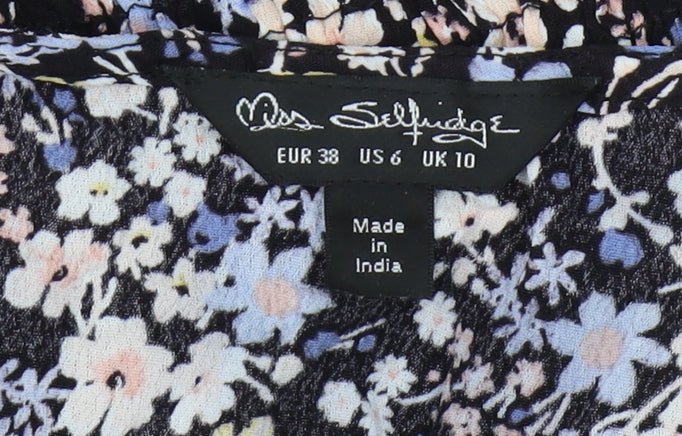 Miss Selfridge
EUR 38 US 6 UK 10
Made
in
India